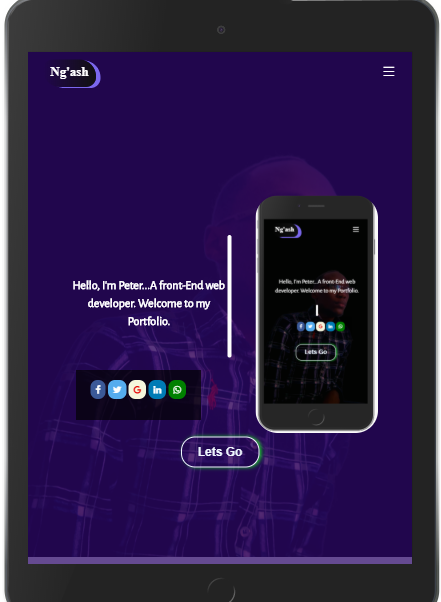 Ng'ash
Hello, I'm Peter...A front-End web
developer. Welcome to my
Portfolio.
Lets Go
Ng'ash
Hello, I'm Peter...A front-End web
developer. Welcome to my Portfolio.
Lets Go